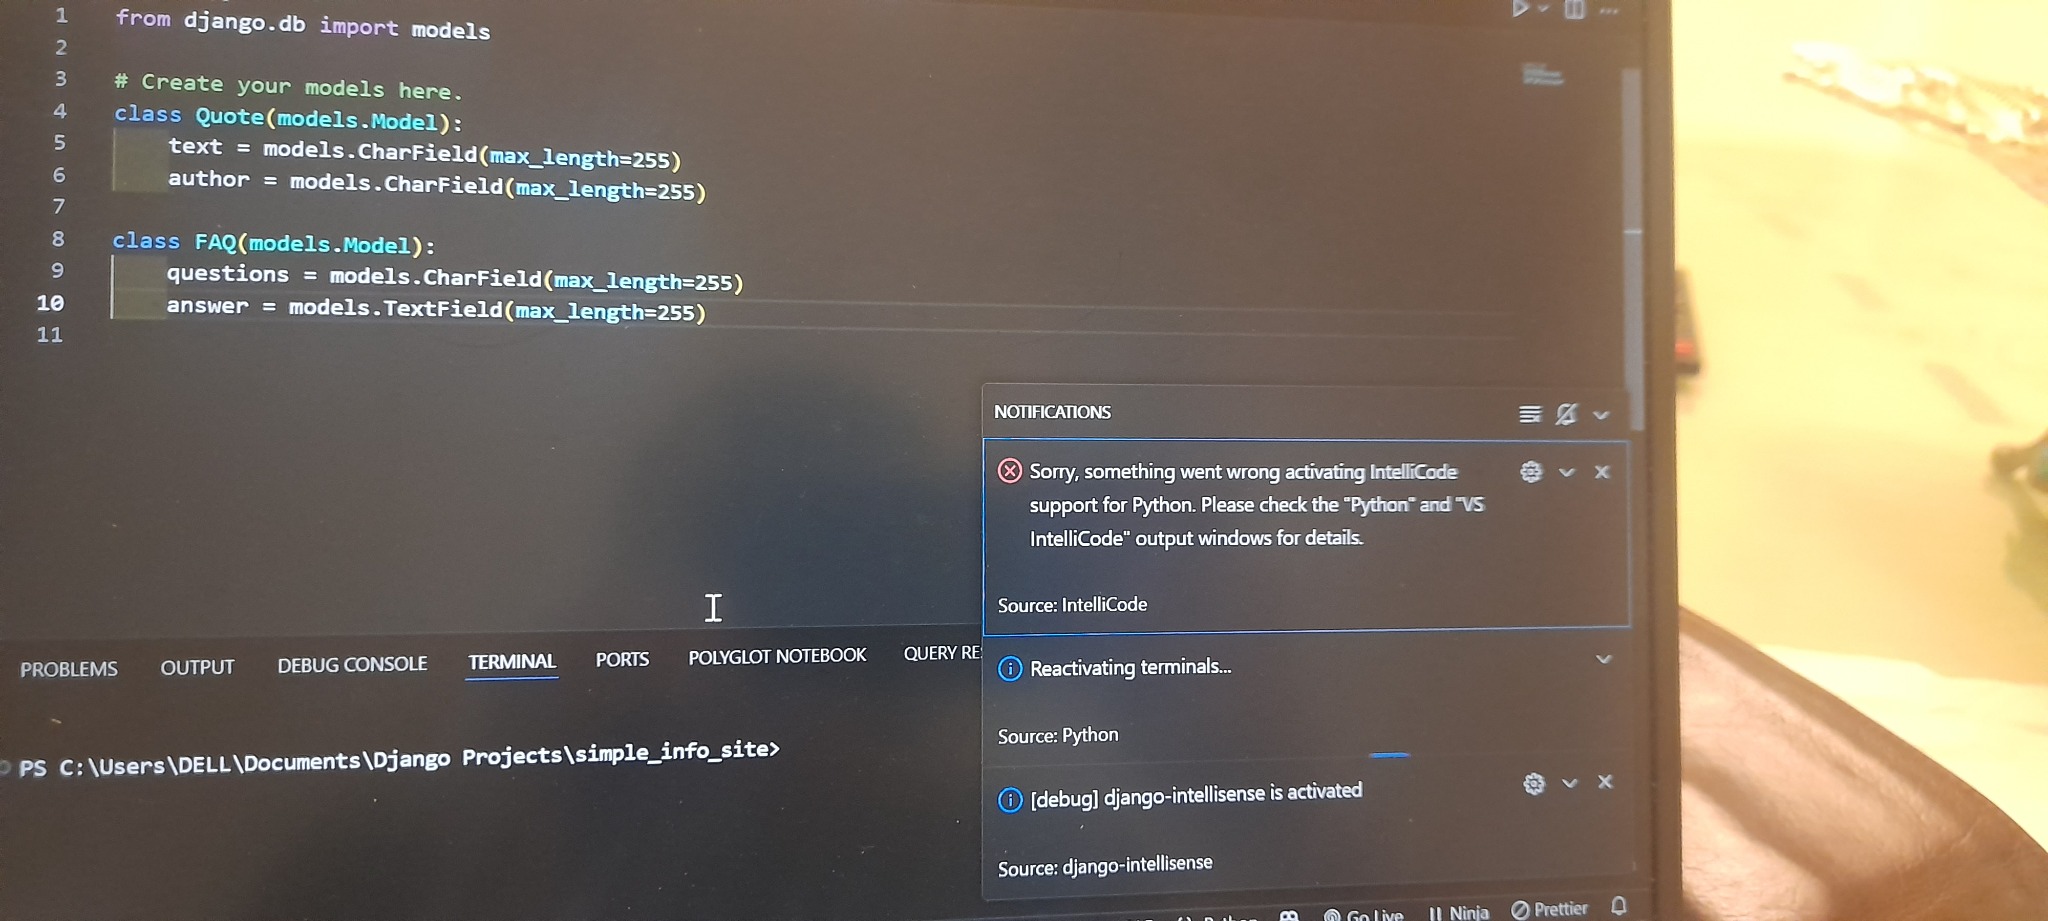 1 from django.db import models
2
3 # Create your models here.
4 class Quote(models.Model):
5 text = models.CharField(max_length=255)
6 author = models.CharField(max_length=255)
7
8 class FAQ(models.Model):
9 questions = models.CharField(max_length=255)
10 answer = models.TextField(max_length=255)
11
NOTIFICATIONS
Sorry, something went wrong activating IntelliCode
support for Python. Please check the "Python" and "VS
IntelliCode" output windows for details.
Source: IntelliCode
PROBLEMS OUTPUT DEBUG CONSOLE TERMINAL PORTS POLYGLOT NOTEBOOK QUERY RE
Reactivating terminals...
Source: Python
PS C:\Users\DELL\Documents\Django Projects\simple_info_site>
[debug] django-intellisense is activated
Source: django-intellisense
Python Go Live Ninja Prettier